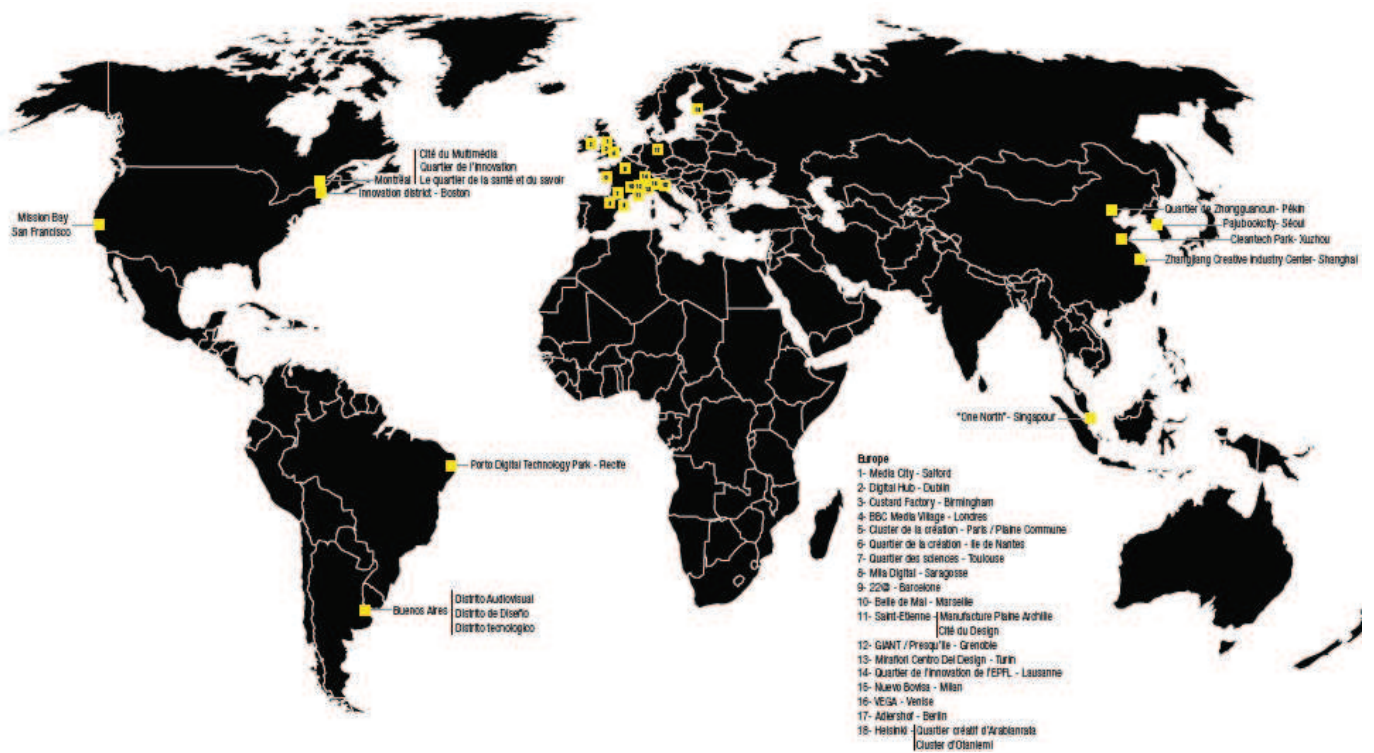 Cité du Multimédia
Quartier de l'Innovation
Montréal
Le quartier de la santé et du savoir
Innovation district - Boston
Mission Bay
San Francisco
Quartier de Zhongguancun- Pékin
Pajubookcity- Séoul
Cleantech Park- Xuzhou
Zhangjiang Creative Industry Center- Shanghai
"One North"- Singapour
Porto Digital Technology Park - Recife
Buenos Aires
Distrito Audiovisual
Distrito de Diseño
Distrito tecnologico
Europe
1- Media City - Salford
2- Digital Hub - Dublin
3- Custard Factory - Birmingham
4- BBC Media Village - Londres
5- Cluster de la création - Paris / Plaine Commune
6- Quartier de la création - Ile de Nantes
7- Quartier des sciences - Toulouse
8- Milla Digital - Saragosse
9- 22@ - Barcelone
10- Belle de Mai - Marseille
11- Saint-Etienne - Manufacture Plaine Archille
Cité du Design
12- GIANT / Presqu'île - Grenoble
13- Mirafiori Centro Del Design - Turin
14- Quartier de l'Innovation de l'EPFL - Lausanne
15- Nuevo Bovisa - Milan
16- VEGA - Venise
17- Adlershof - Berlin
18- Helsinki - Quartier créatif d'Arabianrata
Cluster d'Otaniemi